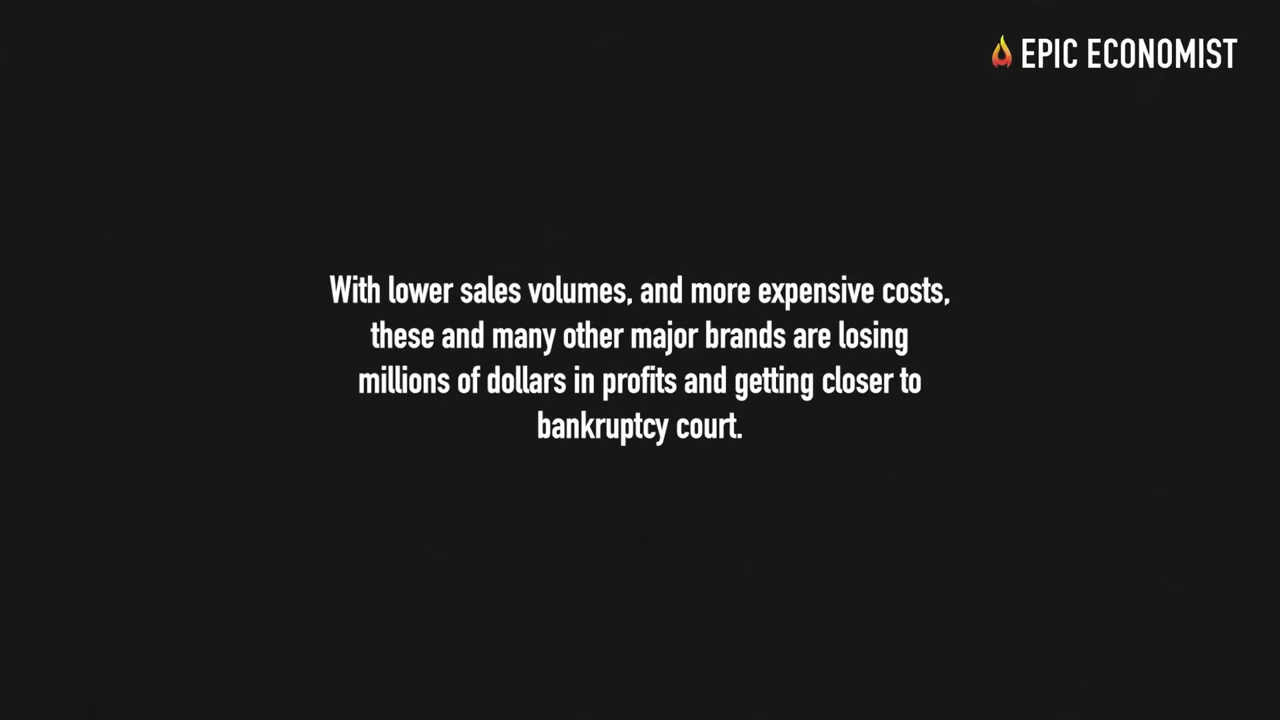 EPIC ECONOMIST
With lower sales volumes, and more expensive costs,
these and many other major brands are losing
millions of dollars in profits and getting closer to
bankruptcy court.